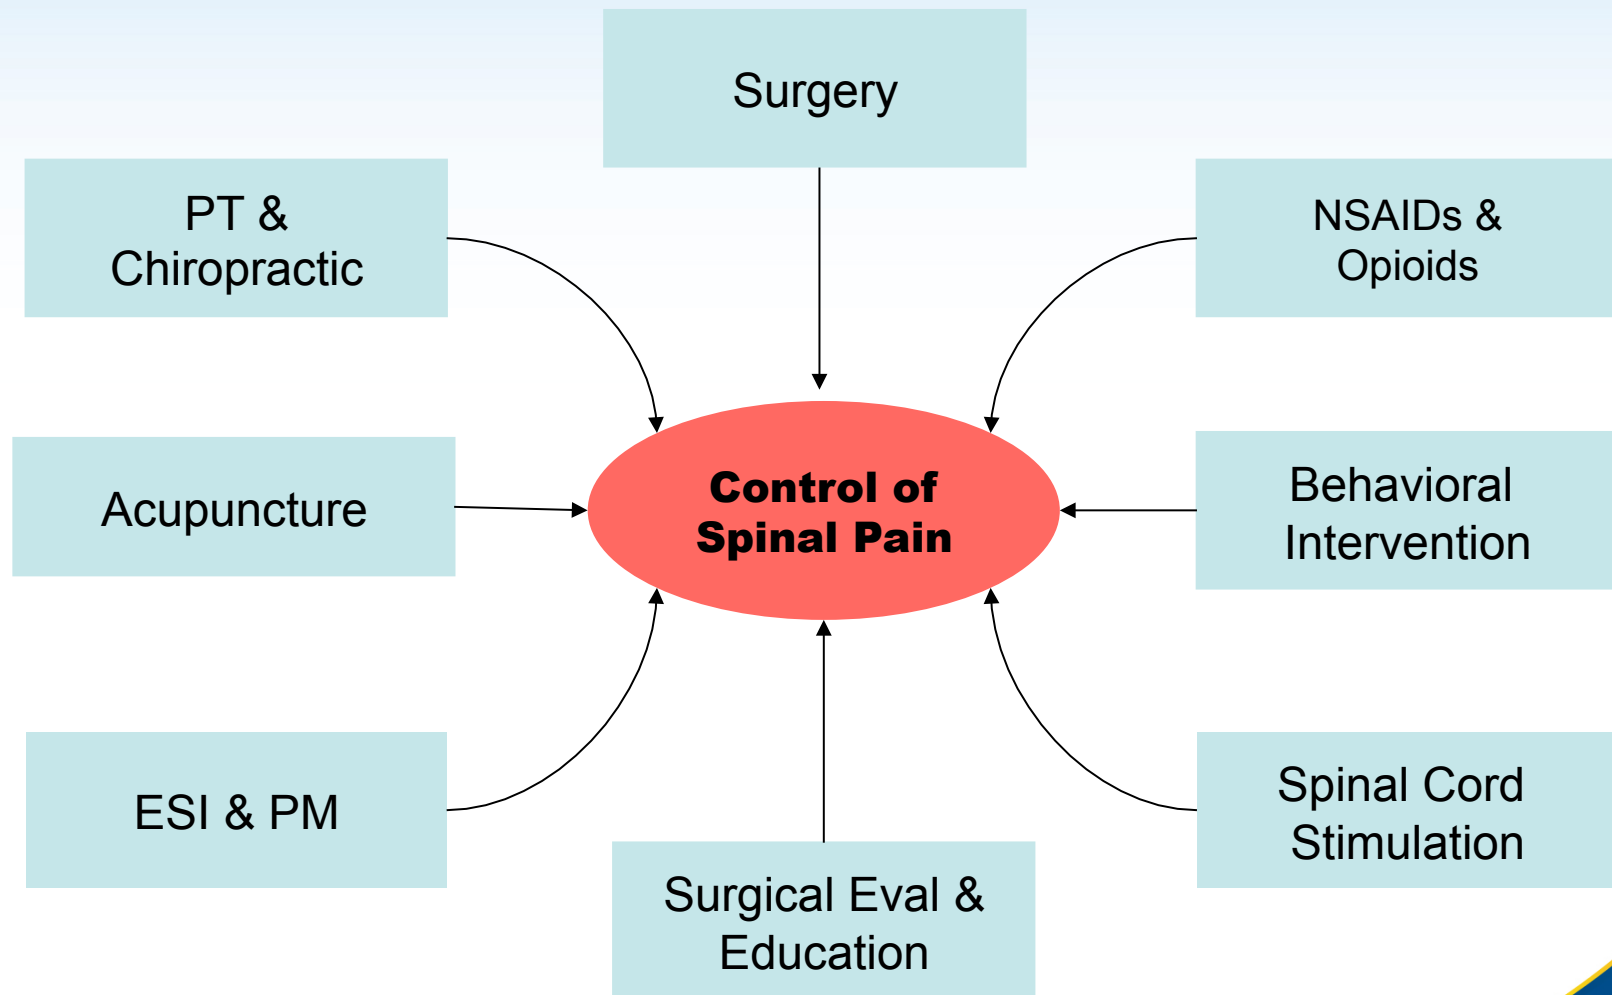 Surgery
PT &
Chiropractic
NSAIDs &
Opioids
Acupuncture
Control of
Spinal Pain
Behavioral
Intervention
ESI & PM
Surgical Eval &
Education
Spinal Cord
Stimulation